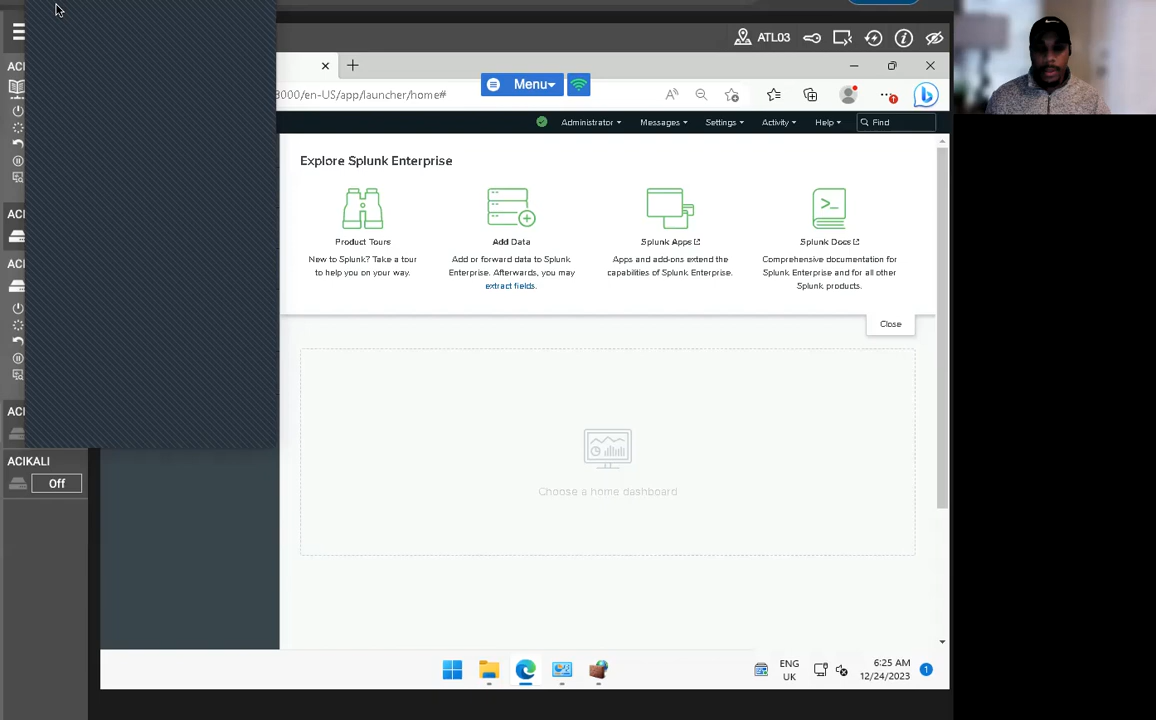 ATL03
ACI
Menu
8000/en-US/app/launcher/home#
Administrator
Messages
Settings
Activity
Help
Find
Explore Splunk Enterprise
Product Tours
New to Splunk? Take a tour
to help you on your way.
Add Data
Add or forward data to Splunk
Enterprise. Afterwards, you may
extract fields.
Splunk Apps
Apps and add-ons extend the
capabilities of Splunk Enterprise.
Splunk Docs
Comprehensive documentation for
Splunk Enterprise and for all other
Splunk products.
Close
ACI
ACI
ACI
ACIKALI
Off
Choose a home dashboard
ENG
UK
6:25 AM
12/24/2023
1